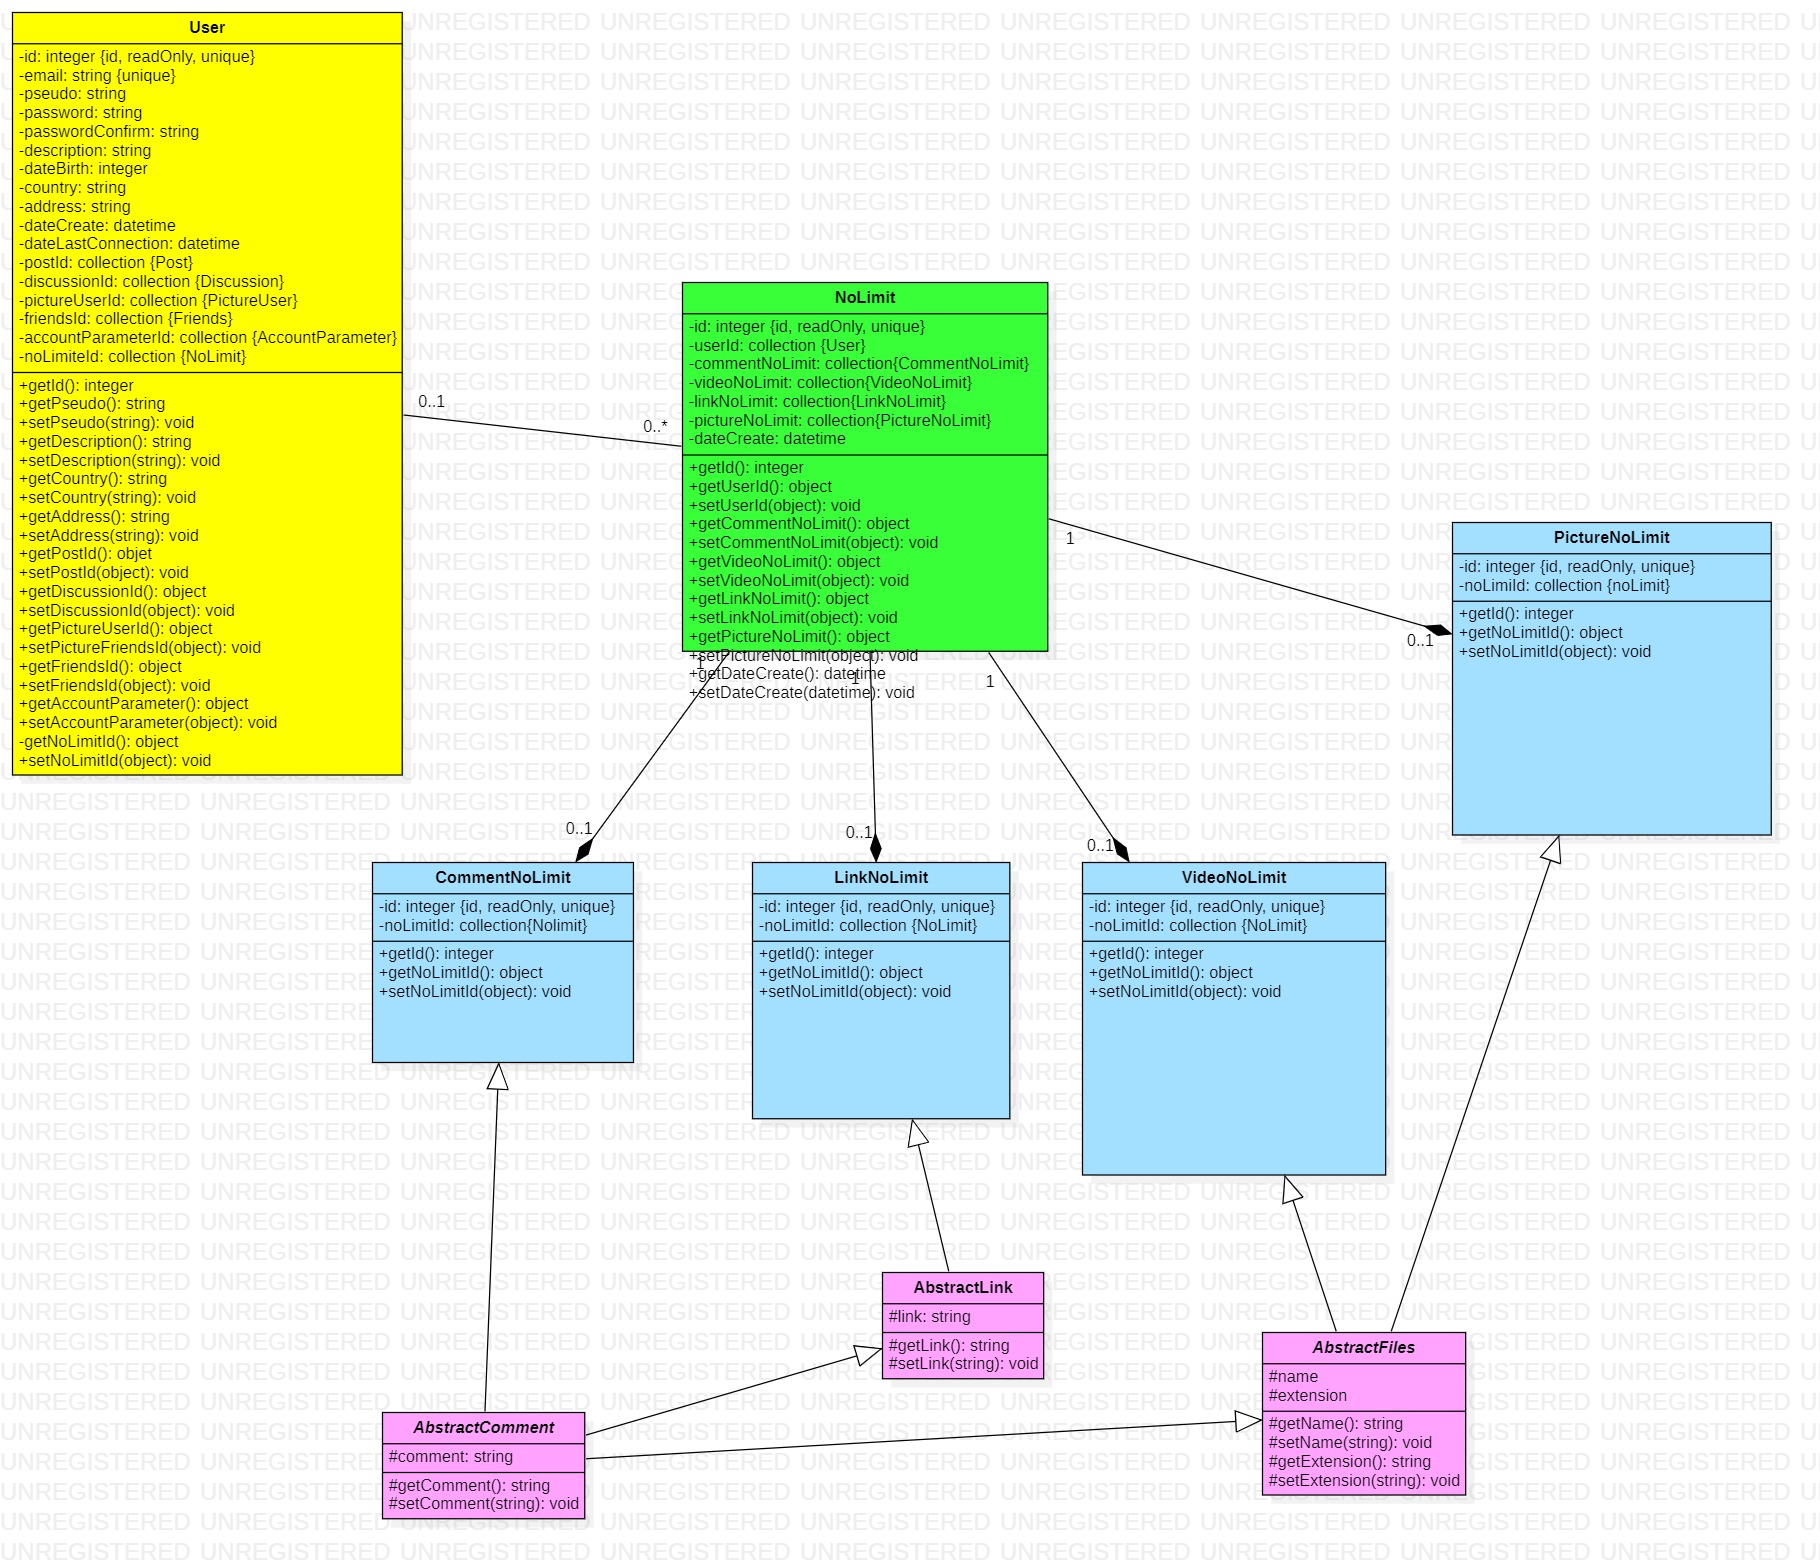 User
-id: integer {id, readOnly, unique}
-email: string {unique}
-pseudo: string
-password: string
-passwordConfirm: string
-description: string
-dateBirth: integer
-country: string
-address: string
-dateCreate: datetime
-dateLastConnection: datetime
-postId: collection {Post}
-discussionId: collection {Discussion}
-pictureUserId: collection {PictureUser}
-friendsId: collection {Friends}
-accountParameterId: collection {AccountParameter}
-noLimiteId: collection {NoLimit}
+getId(): integer
+getPseudo(): string
+setPseudo(string): void
+getDescription(): string
+setDescription(string): void
+getCountry(): string
+setCountry(string): void
+getAddress(): string
+setAddress(string): void
+getPostId(): objet
+setPostId(object): void
+getDiscussionId(): object
+setDiscussionId(object): void
+getPictureUserId(): object
+setPictureFriendsId(object): void
+getFriendsId(): object
+setFriendsId(object): void
+getAccountParameter(): object
+setAccountParameter(object): void
-getNoLimitId(): object
+setNoLimitId(object): void
0..1
0..*
NoLimit
-id: integer {id, readOnly, unique}
-userId: collection {User}
-commentNoLimit: collection{CommentNoLimit}
-videoNoLimit: collection{VideoNoLimit}
-linkNoLimit: collection{LinkNoLimit}
-pictureNoLimit: collection{PictureNoLimit}
-dateCreate: datetime
+getId(): integer
+getUserId(): object
+setUserId(object): void
+getCommentNoLimit(): object
+setCommentNoLimit(object): void
+getVideoNoLimit(): object
+setVideoNoLimit(object): void
+getLinkNoLimit(): object
+setLinkNoLimit(object): void
+getPictureNoLimit(): object
+setPictureNoLimit(object): void
+getDateCreate(): datetime
+setDateCreate(datetime): void
1
1
1
1
0..1
PictureNoLimit
-id: integer {id, readOnly, unique}
-noLimiId: collection {noLimit}
+getId(): integer
+getNoLimitId(): object
+setNoLimitId(object): void
0..1
0..1
0..1
CommentNoLimit
-id: integer {id, readOnly, unique}
-noLimitId: collection{Nolimit}
+getId(): integer
+getNoLimitId(): object
+setNoLimitId(object): void
LinkNoLimit
-id: integer {id, readOnly, unique}
-noLimitId: collection {NoLimit}
+getId(): integer
+getNoLimitId(): object
+setNoLimitId(object): void
VideoNoLimit
-id: integer {id, readOnly, unique}
-noLimitId: collection {NoLimit}
+getId(): integer
+getNoLimitId(): object
+setNoLimitId(object): void
AbstractLink
#link: string
#getLink(): string
#setLink(string): void
AbstractFiles
#name
#extension
#getName(): string
#setName(string): void
#getExtension(): string
#setExtension(string): void
AbstractComment
#comment: string
#getComment(): string
#setComment(string): void
UNREGISTERED